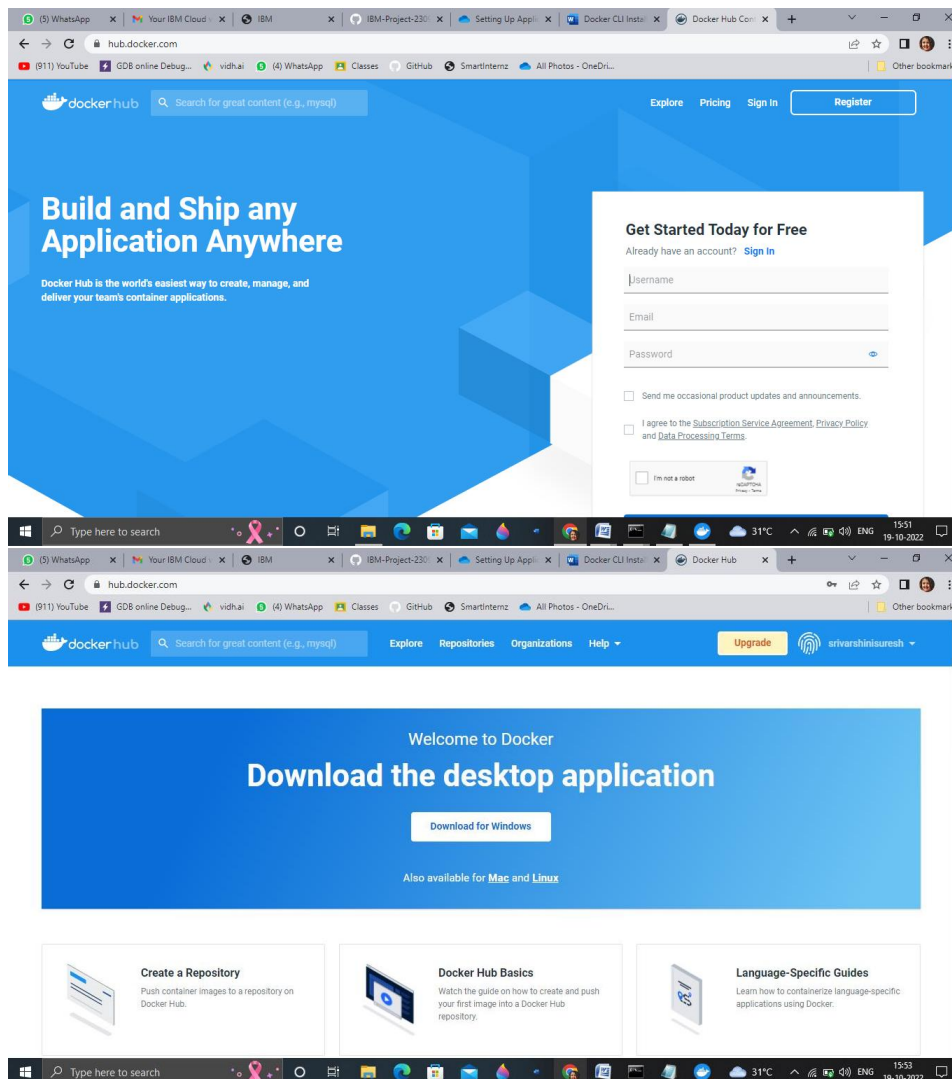 (5) WhatsApp
Your IBM Cloud
IBM
IBM-Project-230
Setting Up Appli
Docker CLI Instal
Docker Hub Con
hub.docker.com
(911) YouTube
GDB online Debug...
vidh.ai
(4) WhatsApp
Classes
GitHub
SmartInternz
All Photos - OneDri...
Other bookmark
docker hub
Search for great content (e.g., mysql)
Explore
Pricing
Sign In
Register
Build and Ship any
Application Anywhere
Docker Hub is the world's easiest way to create, manage, and
deliver your team's container applications.
Get Started Today for Free
Already have an account? Sign In
Username
Email
Password
Send me occasional product updates and announcements.
I agree to the Subscription Service Agreement, Privacy Policy
and Data Processing Terms.
I'm not a robot
reCAPTCHA
Privacy - Terms
Type here to search
31°C
ENG
15:51
19-10-2022
(5) WhatsApp
Your IBM Cloud
IBM
IBM-Project-230
Setting Up Appli
Docker CLI Instal
Docker Hub
hub.docker.com
(911) YouTube
GDB online Debug...
vidh.ai
(4) WhatsApp
Classes
GitHub
SmartInternz
All Photos - OneDri...
Other bookmark
docker hub
Search for great content (e.g., mysql)
Explore
Repositories
Organizations
Help
Upgrade
srivarshinisuresh
Welcome to Docker
Download the desktop application
Download for Windows
Also available for Mac and Linux
Create a Repository
Push container images to a repository on
Docker Hub.
Docker Hub Basics
Watch the guide on how to create and push
your first image into a Docker Hub
repository.
Language-Specific Guides
Learn how to containerize language-specific
applications using Docker.
Type here to search
31°C
ENG
15:53
19-10-2022